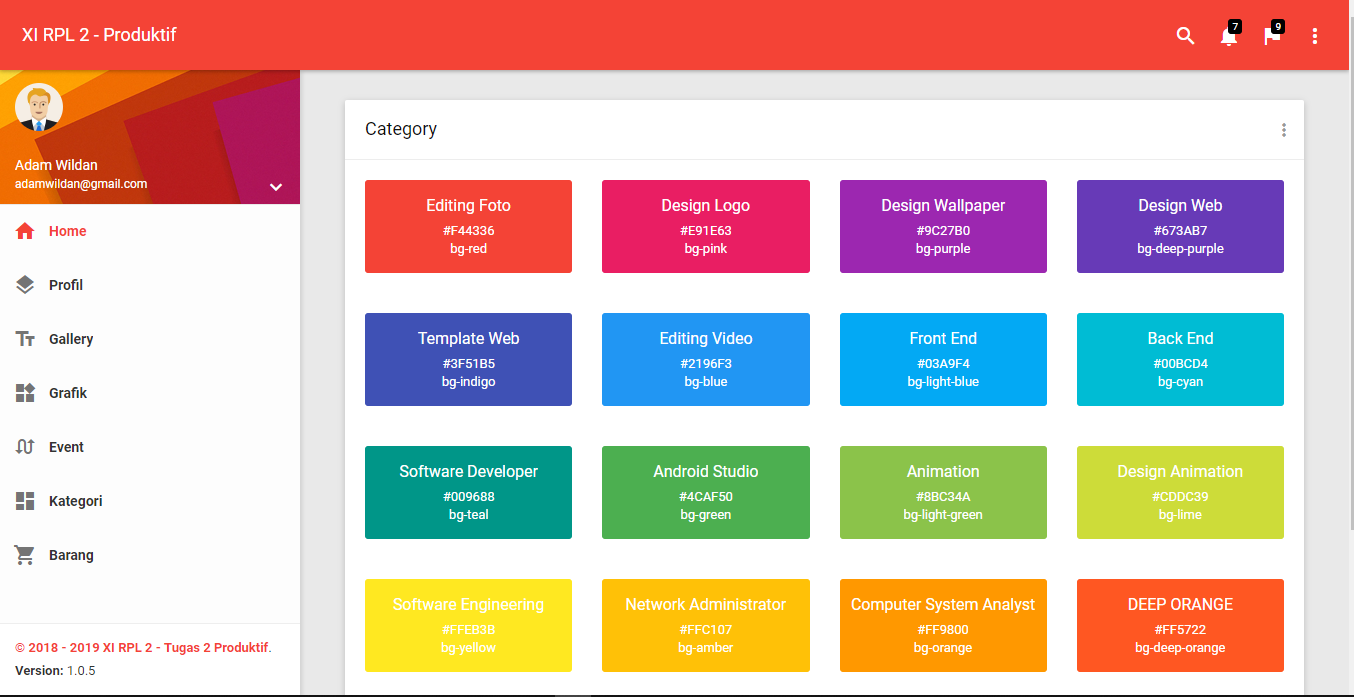 XI RPL 2 - Produktif
7
9
Adam Wildan
adamwildan@gmail.com
Home
Profil
Gallery
Grafik
Event
Kategori
Barang
© 2018 - 2019 XI RPL 2 - Tugas 2 Produktif.
Version: 1.0.5
Category
Editing Foto
#F44336
bg-red
Design Logo
#E91E63
bg-pink
Design Wallpaper
#9C27B0
bg-purple
Design Web
#673AB7
bg-deep-purple
Template Web
#3F51B5
bg-indigo
Editing Video
#2196F3
bg-blue
Front End
#03A9F4
bg-light-blue
Back End
#00BCD4
bg-cyan
Software Developer
#009688
bg-teal
Android Studio
#4CAF50
bg-green
Animation
#8BC34A
bg-light-green
Design Animation
#CDDC39
bg-lime
Software Engineering
#FFEB3B
bg-yellow
Network Administrator
#FFC107
bg-amber
Computer System Analyst
#FF9800
bg-orange
DEEP ORANGE
#FF5722
bg-deep-orange